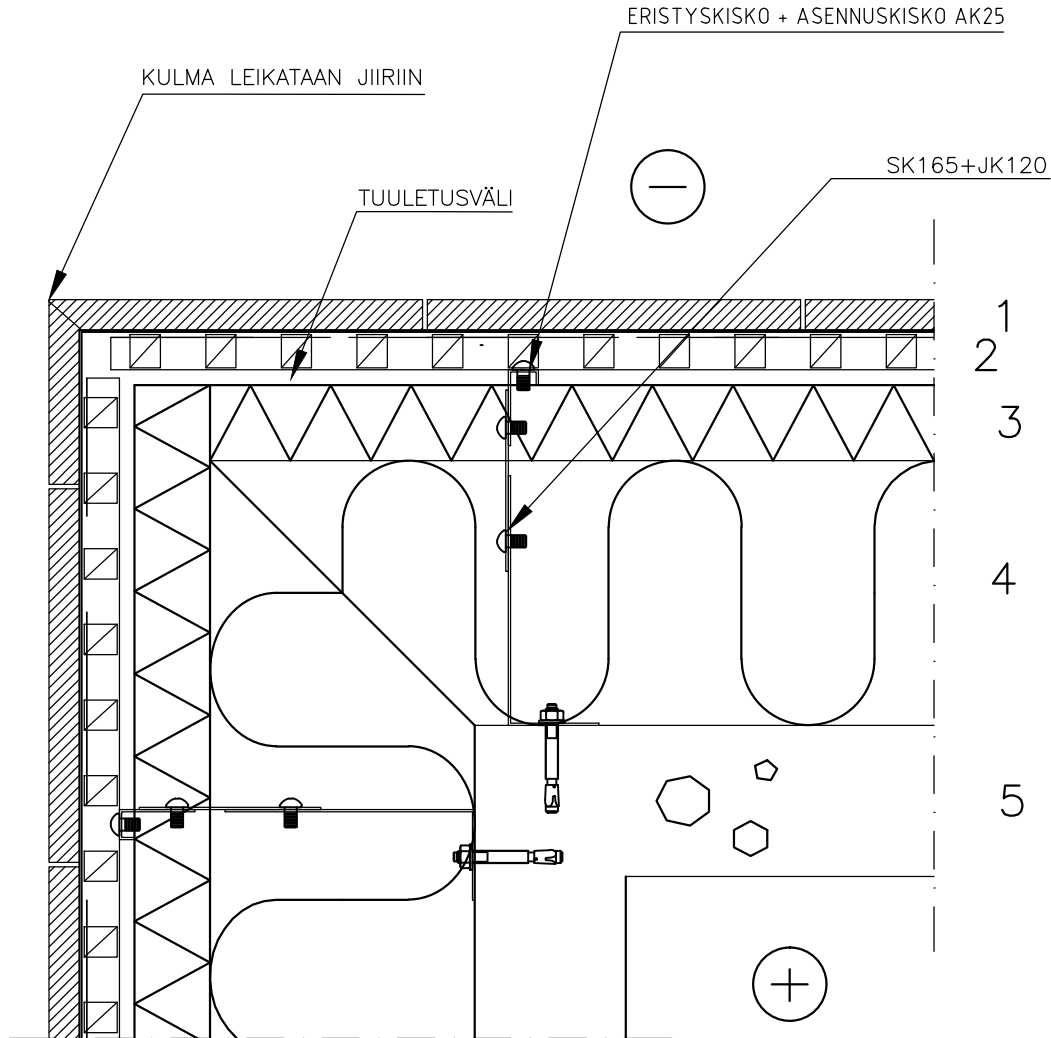 ERISTYSKISKO + ASENNUSKISKO AK25
KULMA LEIKATAAN JIIRIIN
SK165+JK120
TUULETUSVÄLI
1
2
3
4
5